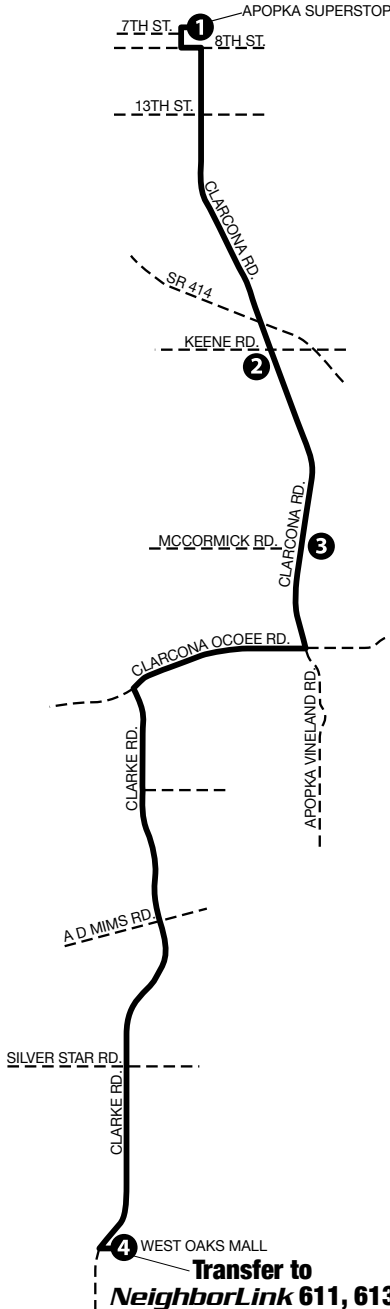 APOPKA SUPERSTOP
7TH ST.
1
8TH ST.
13TH ST.
CLARCONA RD.
SR 414
KEENE RD.
2
CLARCONA RD.
MCCORMICK RD.
3
CLARCONA OCOEE RD.
APOPKA VINELAND RD.
CLARKE RD.
A D MIMS RD.
SILVER STAR RD.
CLARKE RD.
4 WEST OAKS MALL
Transfer to
NeighborLink 611, 613